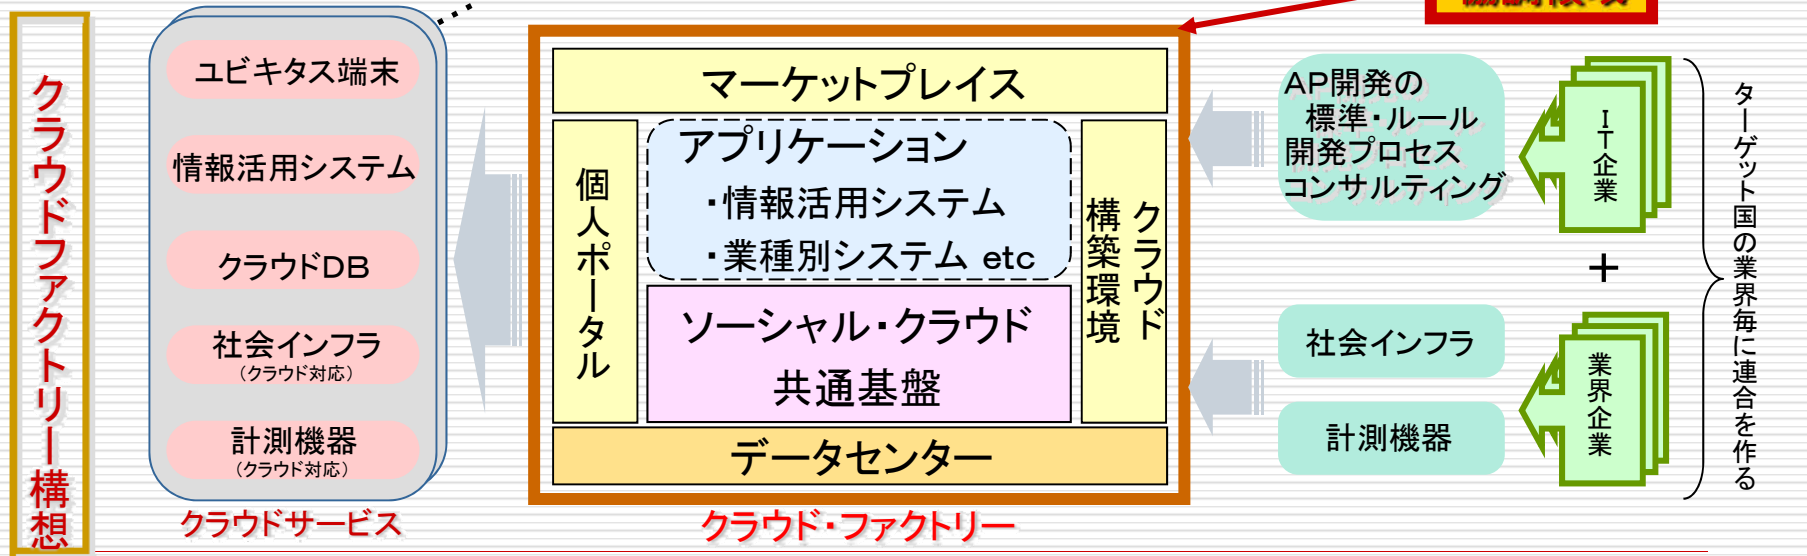 クラウドファクトリー構想
ユビキタス端末
情報活用システム
クラウドDB
社会インフラ
(クラウド対応)
計測機器
(クラウド対応)
クラウドサービス
マーケットプレイス
個人ポータル
アプリケーション
・情報活用システム
・業種別システム etc
ソーシャル・クラウド
共通基盤
クラウド
構築環境
データセンター
クラウド・ファクトリー
AP開発の
標準・ルール
開発プロセス
コンサルティング
社会インフラ
計測機器
IT企業
+
業界企業
ターゲット国の業界毎に連合を作る